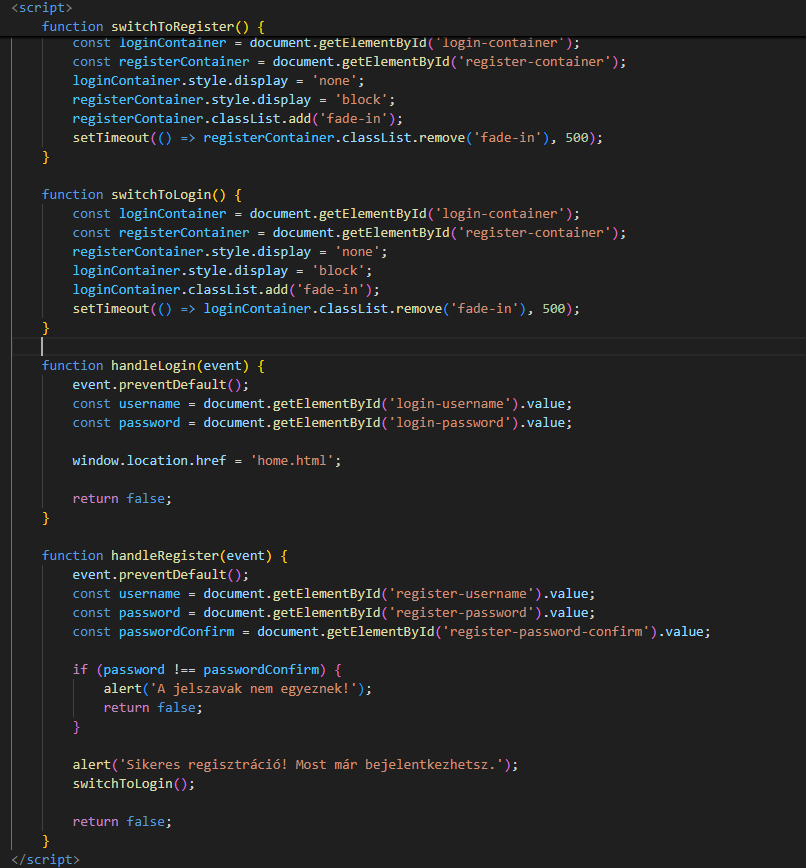 <script>
function switchToRegister() {
const loginContainer = document.getElementById('login-container');
const registerContainer = document.getElementById('register-container');
loginContainer.style.display = 'none';
registerContainer.style.display = 'block';
registerContainer.classList.add('fade-in');
setTimeout(() => registerContainer.classList.remove('fade-in'), 500);
}
function switchToLogin() {
const loginContainer = document.getElementById('login-container');
const registerContainer = document.getElementById('register-container');
registerContainer.style.display = 'none';
loginContainer.style.display = 'block';
loginContainer.classList.add('fade-in');
setTimeout(() => loginContainer.classList.remove('fade-in'), 500);
}
function handleLogin(event) {
event.preventDefault();
const username = document.getElementById('login-username').value;
const password = document.getElementById('login-password').value;
window.location.href = 'home.html';
return false;
}
function handleRegister(event) {
event.preventDefault();
const username = document.getElementById('register-username').value;
const password = document.getElementById('register-password').value;
const passwordConfirm = document.getElementById('register-password-confirm').value;
if (password !== passwordConfirm) {
alert('A jelszavak nem egyeznek!');
return false;
}
alert('Sikeres regisztráció! Most már bejelentkezhetsz.');
switchToLogin();
return false;
}
</script>